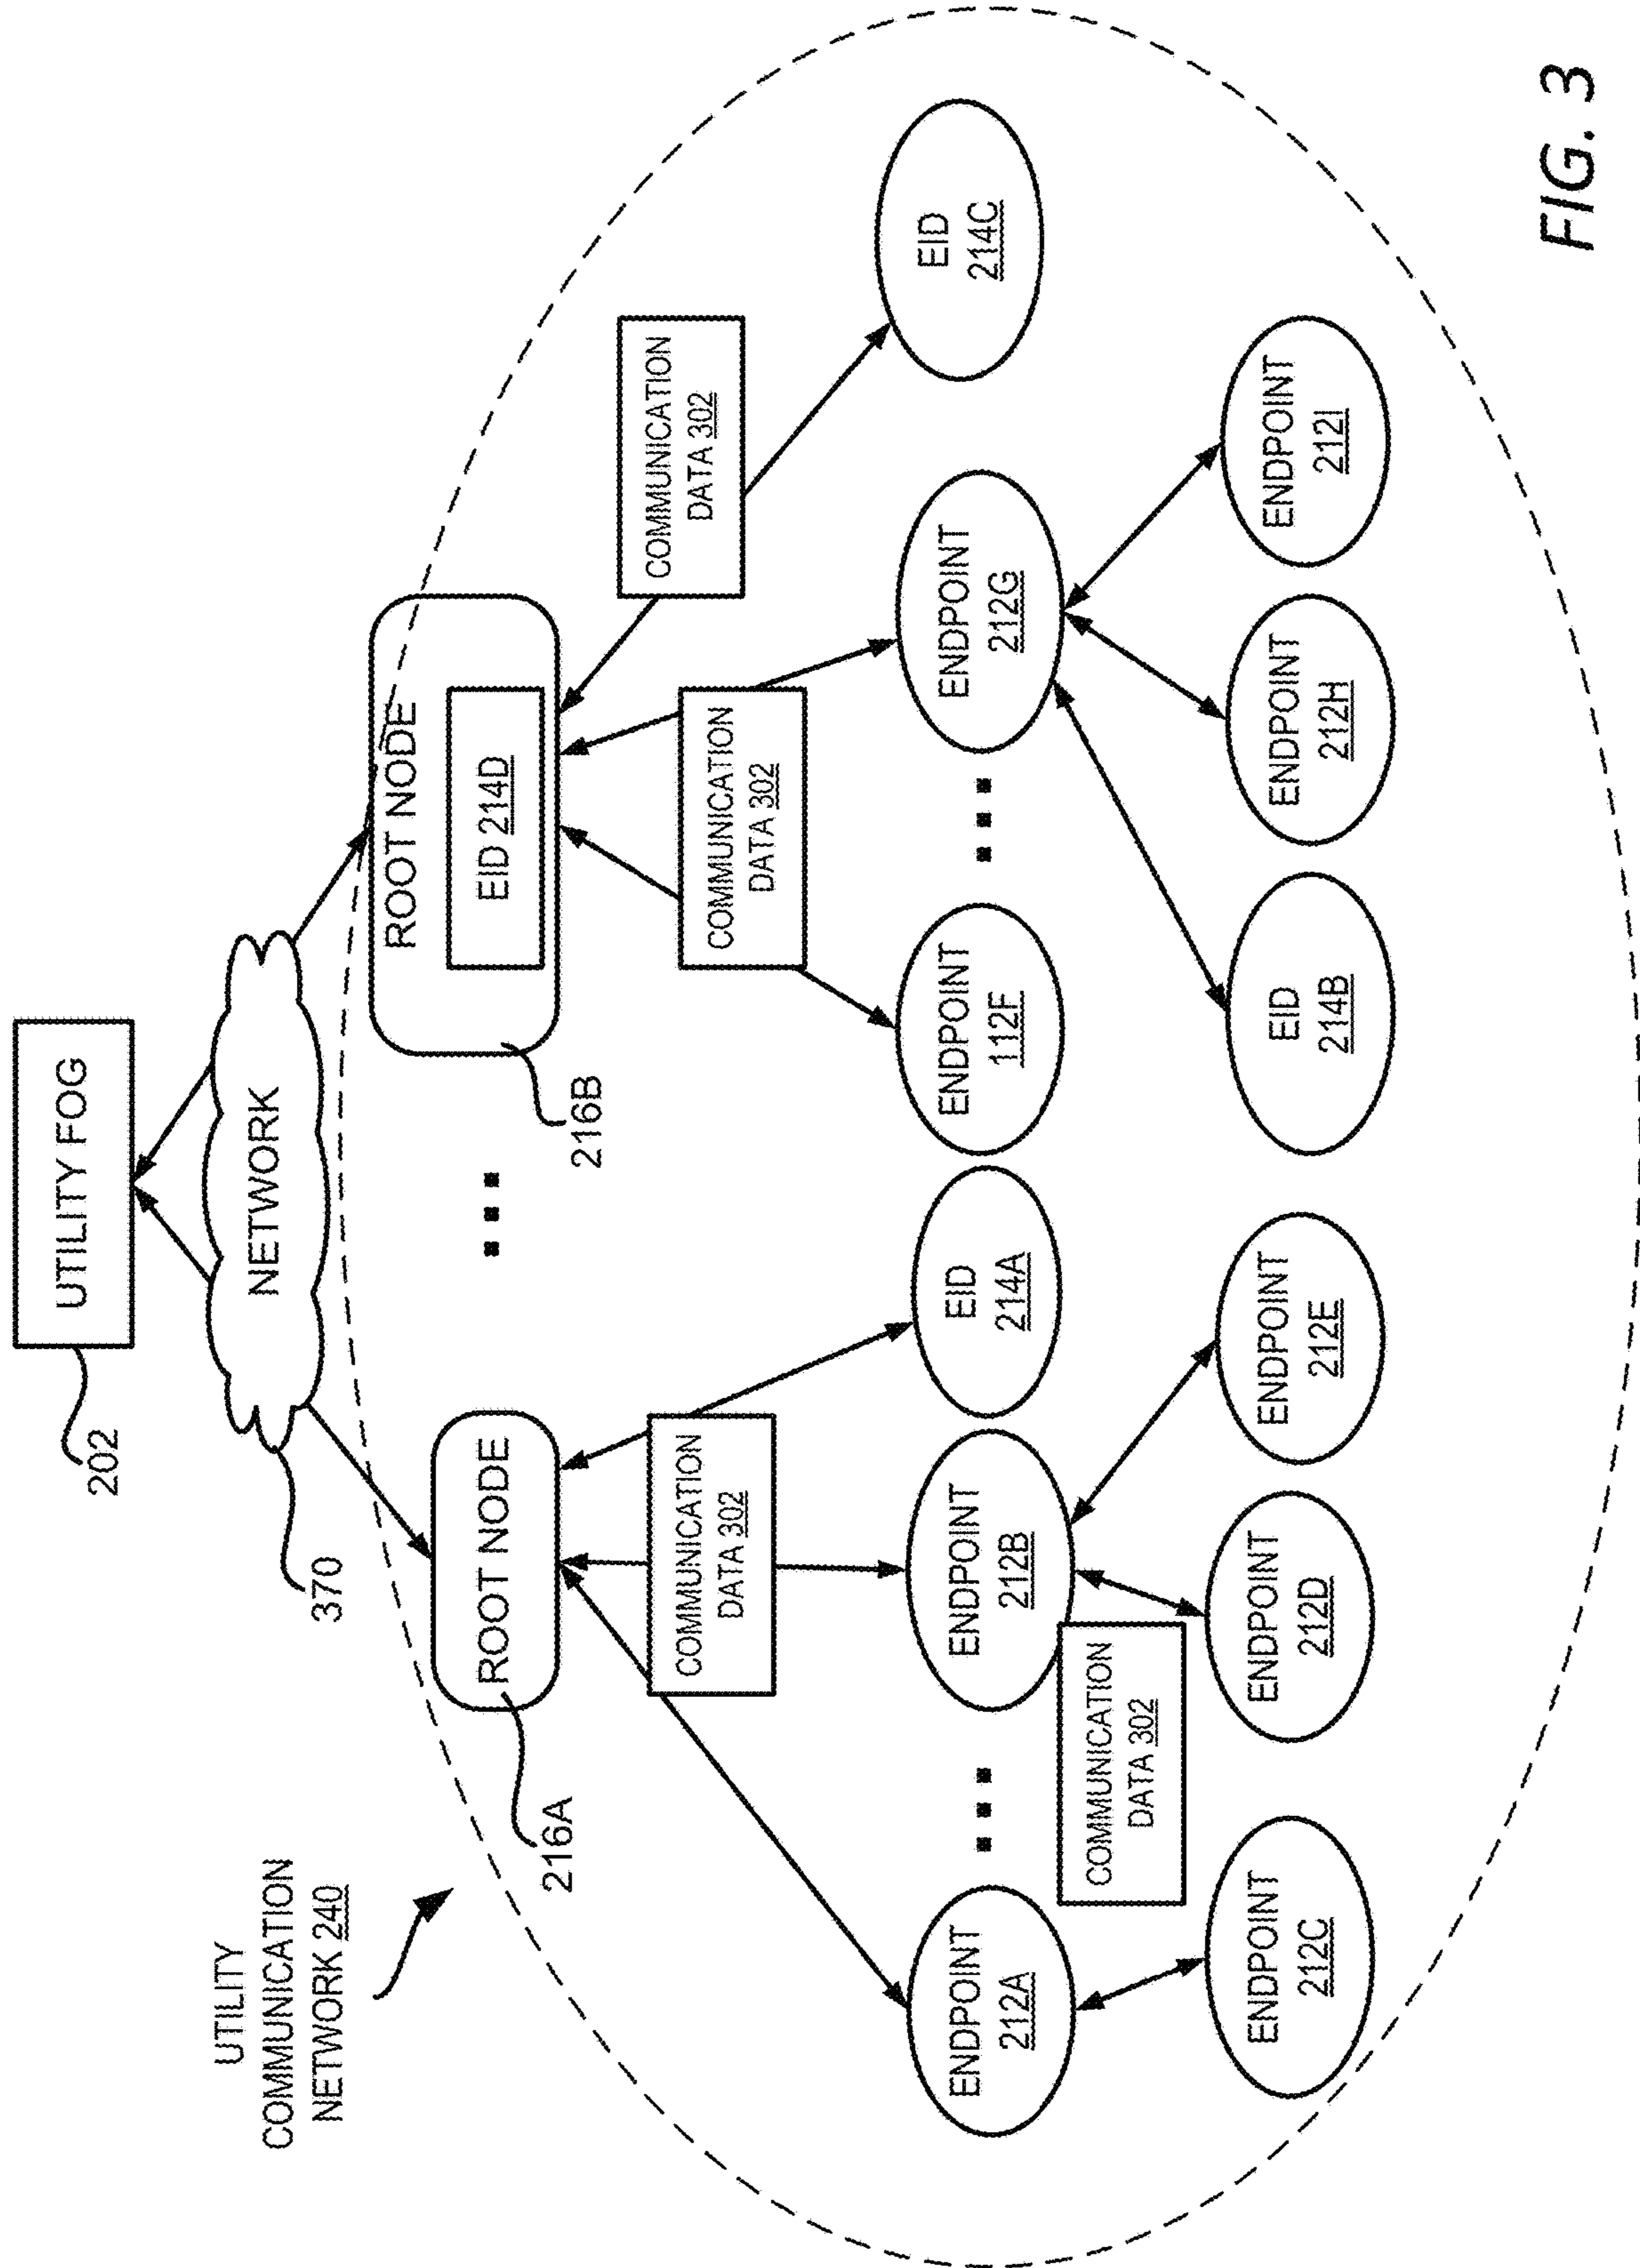 UTILITY FOG
202
NETWORK
370
UTILITY
COMMUNICATION
NETWORK 240
ROOT NODE
216A
ROOT NODE
EID 214D
216B
COMMUNICATION
DATA 302
COMMUNICATION
DATA 302
COMMUNICATION
DATA 302
ENDPOINT
212A
ENDPOINT
212B
EID
214A
ENDPOINT
112F
ENDPOINT
212G
EID
214C
COMMUNICATION
DATA 302
ENDPOINT
212C
ENDPOINT
212D
ENDPOINT
212E
EID
214B
ENDPOINT
212H
ENDPOINT
212I
FIG. 3